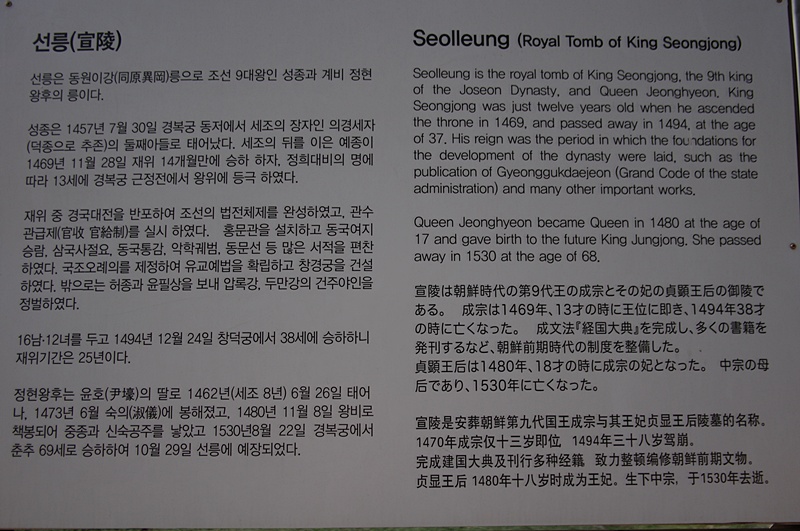 선릉(宣陵)
선릉은 동원이강(同原異岡)릉으로 조선 9대왕인 성종과 계비 정현
왕후의 릉이다.
성종은 1457년 7월 30일 경복궁 동저에서 세조의 장자인 의경세자
(덕종으로 추존)의 둘째아들로 태어났다. 세조의 뒤를 이은 예종이
1469년 11월 28일 재위 14개월만에 승하 하자, 정희대비의 명에
따라 13세에 경복궁 근정전에서 왕위에 등극 하였다.
재위 중 경국대전을 반포하여 조선의 법전체제를 완성하였고, 관수
관급제(官收 官給制)를 실시 하였다. 홍문관을 설치하고 동국여지
승람, 삼국사절요, 동국통감, 악학궤범, 동문선 등 많은 서적을 편찬
하였다. 국조오례의를 제정하여 유교예법을 확립하고 창경궁을 건설
하였다. 밖으로는 허종과 윤필상을 보내 압록강, 두만강의 건주야인을
정벌하였다.
16남·12녀를 두고 1494년 12월 24일 창덕궁에서 38세에 승하하니
재위기간은 25년이다.
정현왕후는 윤호(尹壕)의 딸로 1462년(세조 8년) 6월 26일 태어
나, 1473년 6월 숙의(淑儀)에 봉해졌고, 1480년 11월 8일 왕비로
책봉되어 중종과 신숙공주를 낳았고 1530년8월 22일 경복궁에서
춘추 69세로 승하하여 10월 29일 선릉에 예장되었다.
Seolleung (Royal Tomb of King Seongjong)
Seolleung is the royal tomb of King Seongjong, the 9th king
of the Joseon Dynasty, and Queen Jeonghyeon. King
Seongjong was just twelve years old when he ascended
the throne in 1469, and passed away in 1494, at the age
of 37. His reign was the period in which the foundations for
the development of the dynasty were laid, such as the
publication of Gyeonggukdaejeon (Grand Code of the state
administration) and many other important works.
Queen Jeonghyeon became Queen in 1480 at the age of
17 and gave birth to the future King Jungjong. She passed
away in 1530 at the age of 68.
宣陵は朝鮮時代の第9代王の成宗とその妃の貞顕王后の御陵で
ある。 成宗は1469年、13才の時に王位に即き、1494年38才
の時に亡くなった。 成文法『経国大典』を完成し、多くの書籍を
発刊するなど、朝鮮前期時代の制度を整備した。
貞顕王后は1480年、18才の時に成宗の妃となった。 中宗の母
后であり、1530年に亡くなった。
宣陵是安葬朝鲜第九代国王成宗与其王妃贞显王后陵墓的名称。
1470年成宗仅十三岁即位 1494年三十八岁驾崩。
完成建国大典及刊行多种经籍 致力整顿编修朝鲜前期文物。
贞显王后 1480年十八岁时成为王妃。生下中宗，于1530年去逝。